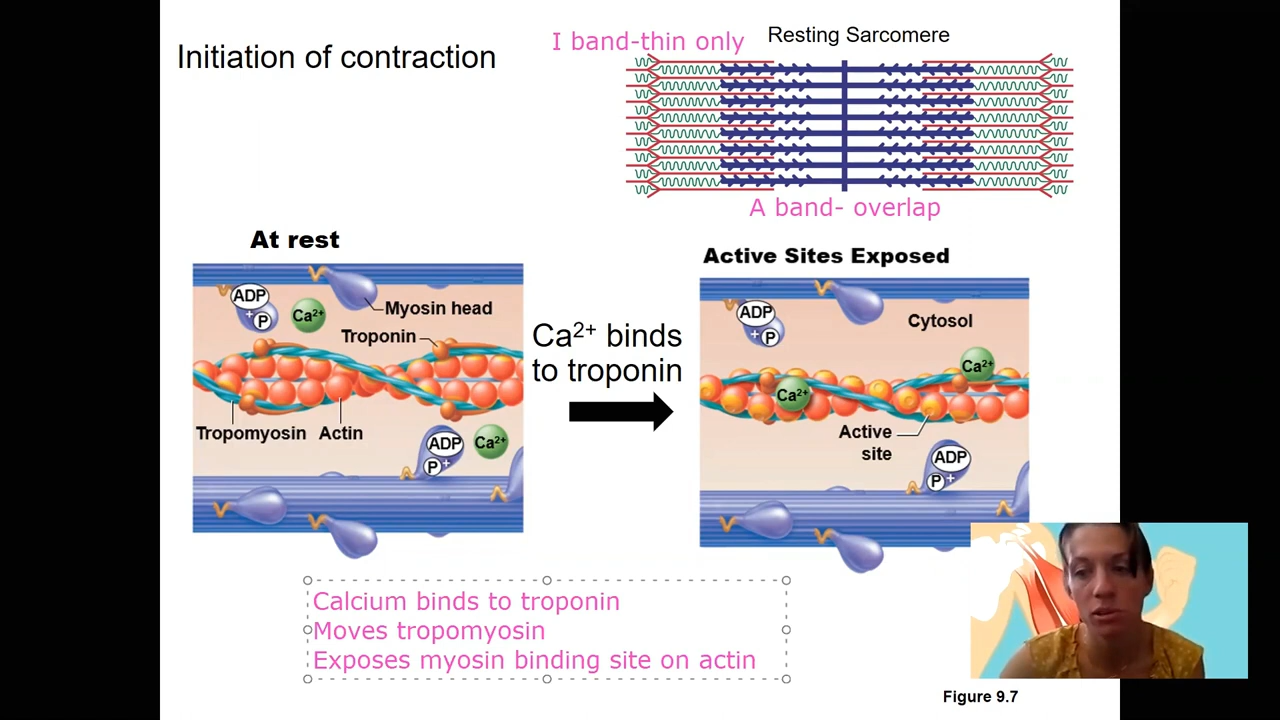 Initiation of contraction
I band-thin only
Resting Sarcomere
A band- overlap
At rest
ADP
+
P
Ca²⁺
Myosin head
Troponin
Tropomyosin
Actin
ADP
P
+
Ca²⁺
Ca²⁺ binds
to troponin
Active Sites Exposed
ADP
+
P
Cytosol
Ca²⁺
Ca²⁺
Active
site
ADP
P
+
Calcium binds to troponin
Moves tropomyosin
Exposes myosin binding site on actin
Figure 9.7